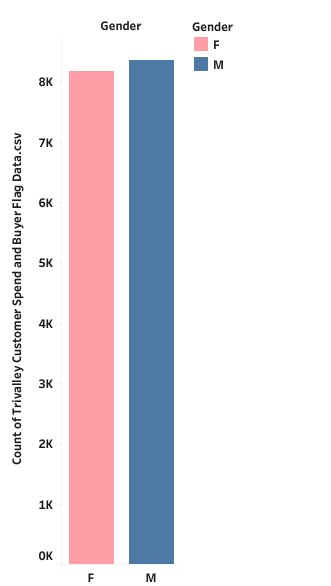 Gender
Gender
F
M
Count of Trivalley Customer Spend and Buyer Flag Data.csv
8K
7K
6K
5K
4K
3K
2K
1K
0K
F
M